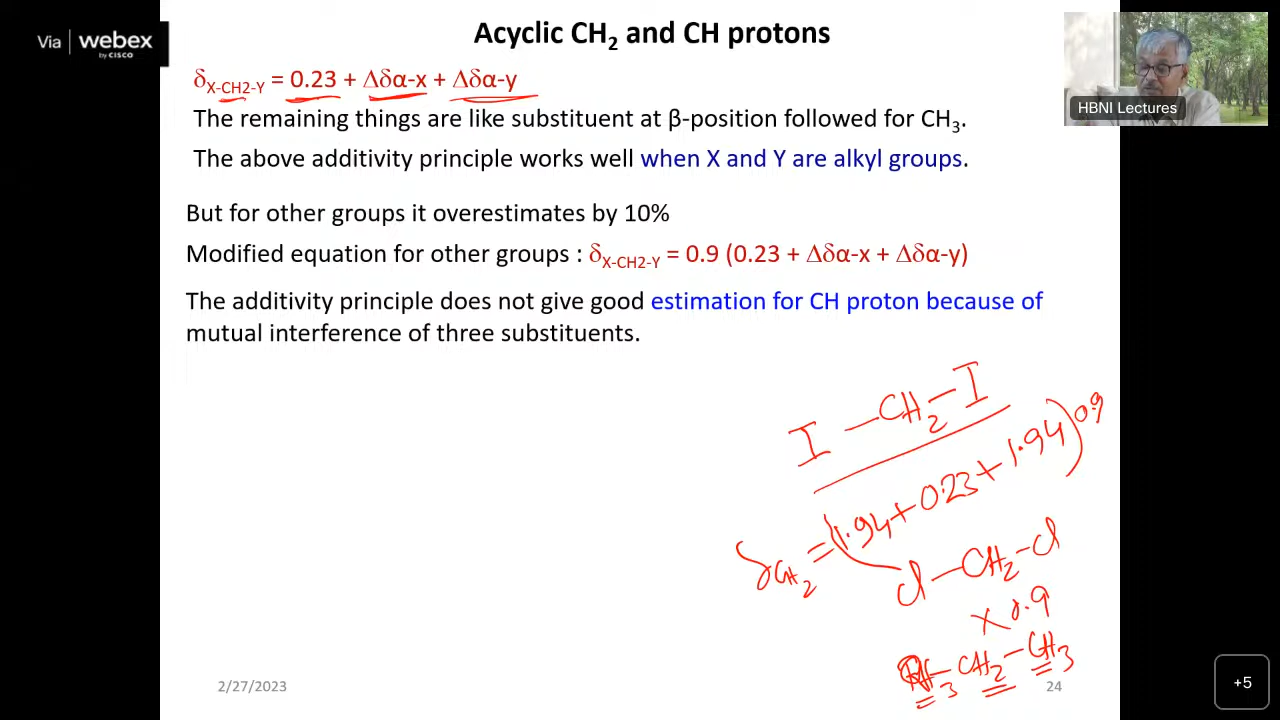 Via webex
by CISCO
Acyclic CH₂ and CH protons
HBNI Lectures
δX-CH2-Y = 0.23 + Δδα-x + Δδα-y
The remaining things are like substituent at β-position followed for CH₃.
The above additivity principle works well when X and Y are alkyl groups.
But for other groups it overestimates by 10%
Modified equation for other groups : δX-CH2-Y = 0.9 (0.23 + Δδα-x + Δδα-y)
The additivity principle does not give good estimation for CH proton because of
mutual interference of three substituents.
I – CH₂ – I
δCH₂ = (1.94 + 0.23 + 1.94) 0.9
Cl – CH₂ – Cl
× 0.9
CH₂ – CH₃
2/27/2023
24
+5